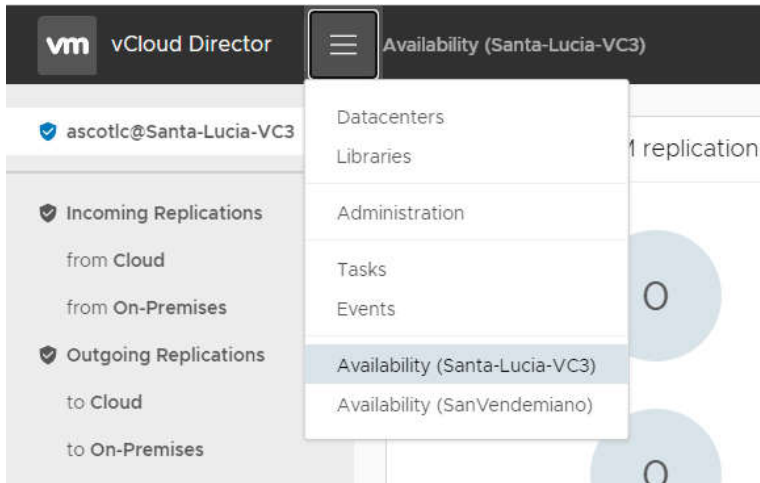 vm vCloud Director Availability (Santa-Lucia-VC3)
ascotlc@Santa-Lucia-VC3
Incoming Replications
from Cloud
from On-Premises
Outgoing Replications
to Cloud
to On-Premises
Datacenters
Libraries
Administration
Tasks
Events
Availability (Santa-Lucia-VC3)
Availability (SanVendemiano)
replication
0
0